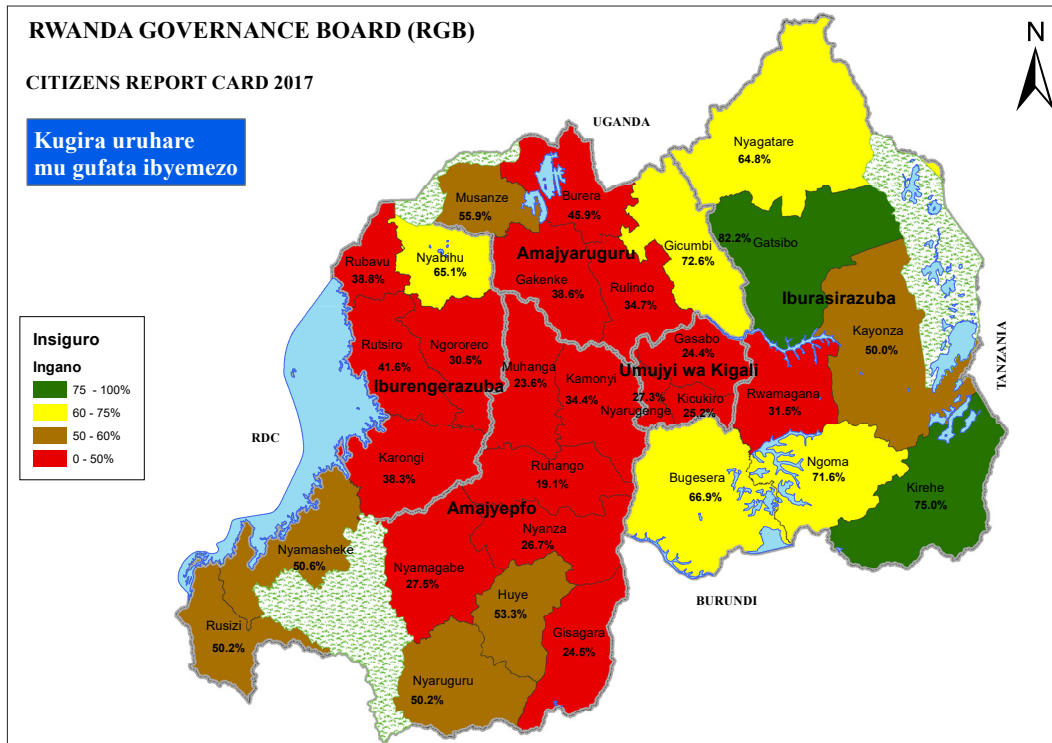 RWANDA GOVERNANCE BOARD (RGB)
CITIZENS REPORT CARD 2017
Kugira uruhare
mu gufata ibyemezo
N
UGANDA
Nyagatare
64.8%
Musanze
55.9%
Burera
45.9%
Gicumbi
72.6%
82.2%
Gatsibo
Rubavu
38.8%
Nyabihu
65.1%
Amajyaruguru
Gakenke
38.6%
Rulindo
34.7%
Iburasirazuba
Kayonza
50.0%
TANZANIA
Insiguro
Ingano
75 - 100%
60 - 75%
50 - 60%
0 - 50%
Rutsiro
41.6%
Ngororero
30.5%
Iburengerazuba
Muhanga
23.6%
Kamonyi
34.4%
Gasabo
24.4%
Umujyi wa Kigali
27.3%
Nyarugenge
Kicukiro
25.2%
Rwamagana
31.5%
RDC
Karongi
38.3%
Ruhango
19.1%
Bugesera
66.9%
Ngoma
71.6%
Kirehe
75.0%
Amajyepfo
Nyanza
26.7%
Nyamasheke
50.6%
Nyamagabe
27.5%
Huye
53.3%
BURUNDI
Rusizi
50.2%
Gisagara
24.5%
Nyaruguru
50.2%